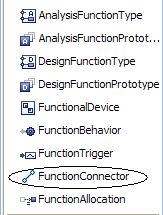 AnalysisFunctionType
AnalysisFunctionProtot...
DesignFunctionType
DesignFunctionPrototype
FunctionalDevice
FunctionBehavior
FunctionTrigger
FunctionConnector
FunctionAllocation